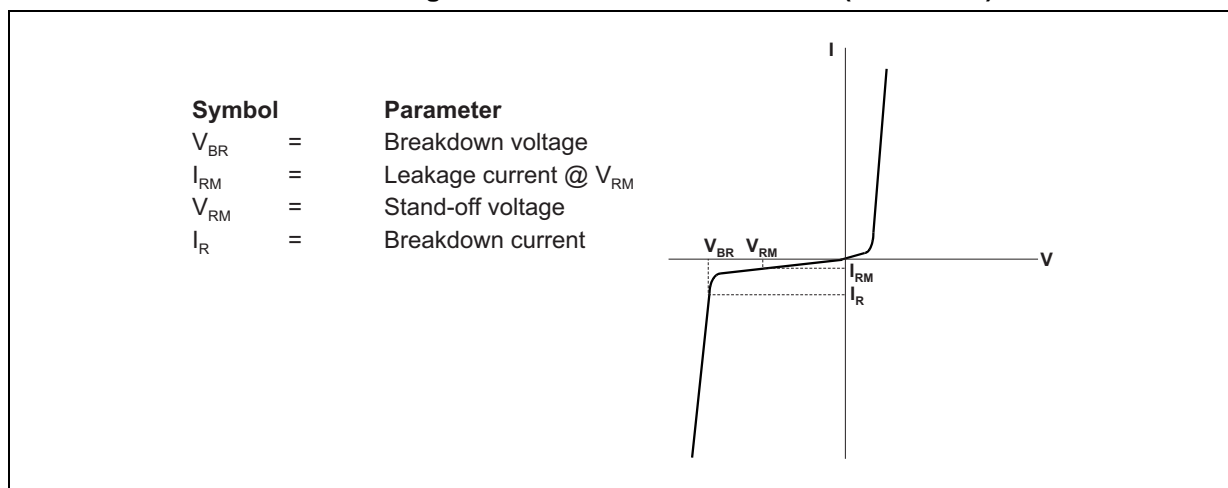 Symbol Parameter
V_BR = Breakdown voltage
I_RM = Leakage current @ V_RM
V_RM = Stand-off voltage
I_R = Breakdown current
I
V_BR V_RM
V
I_RM
I_R